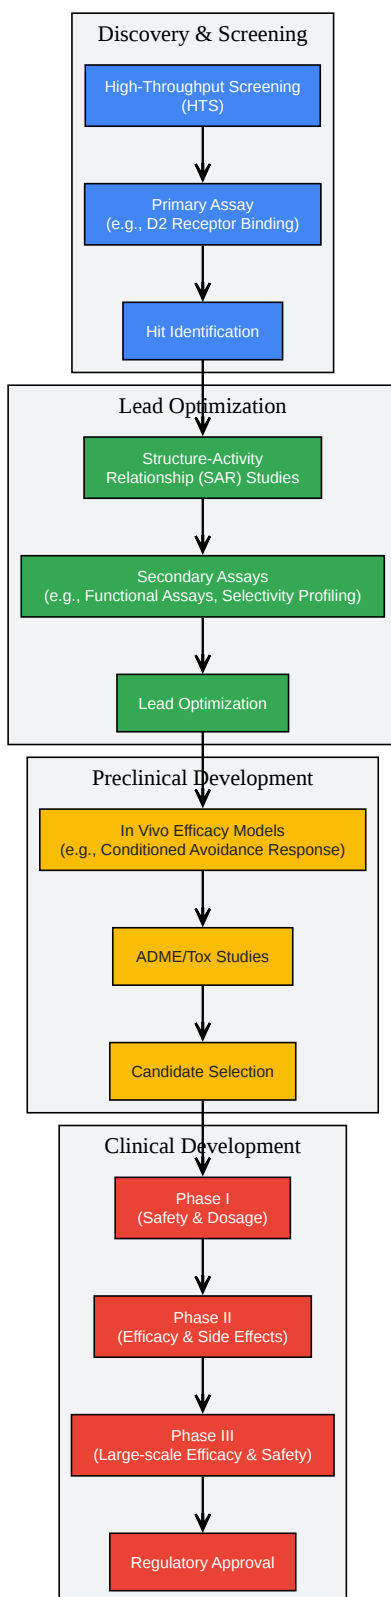 Discovery & Screening
High-Throughput Screening
(HTS)
Primary Assay
(e.g., D2 Receptor Binding)
Hit Identification
Lead Optimization
Structure-Activity
Relationship (SAR) Studies
Secondary Assays
(e.g., Functional Assays, Selectivity Profiling)
Lead Optimization
Preclinical Development
In Vivo Efficacy Models
(e.g., Conditioned Avoidance Response)
ADME/Tox Studies
Candidate Selection
Clinical Development
Phase I
(Safety & Dosage)
Phase II
(Efficacy & Side Effects)
Phase III
(Large-scale Efficacy & Safety)
Regulatory Approval